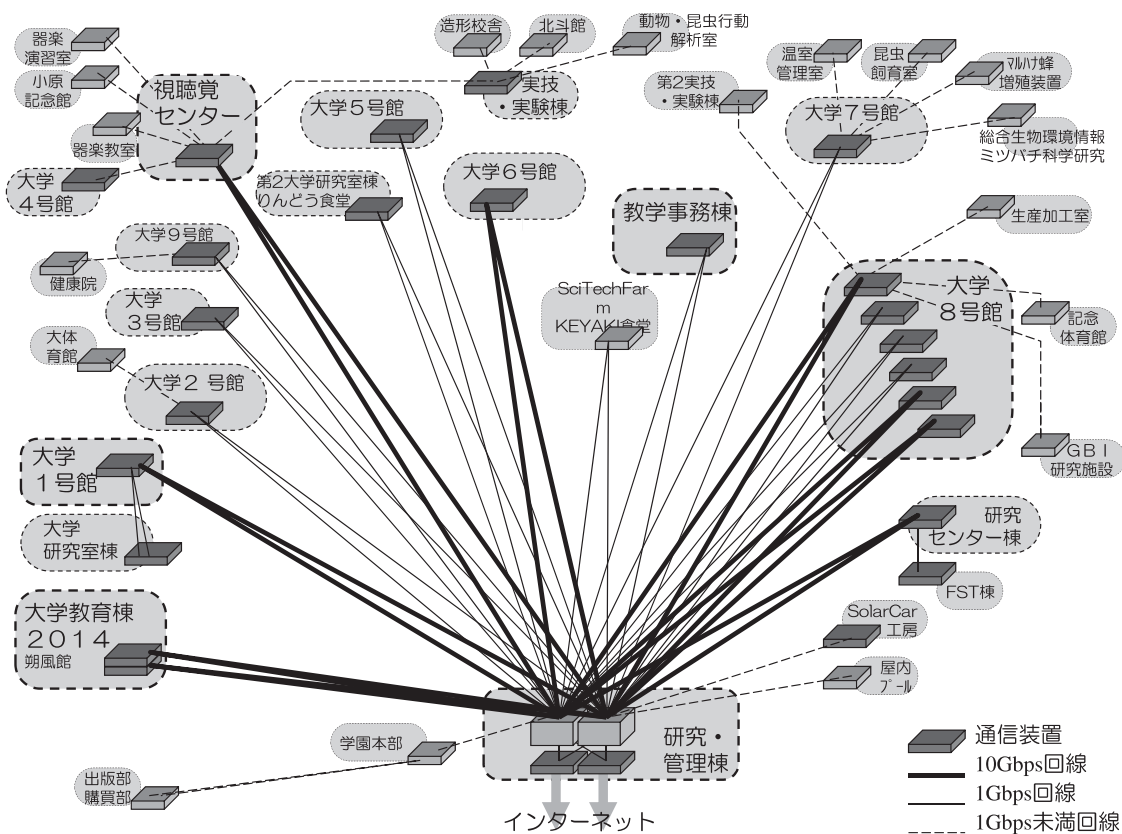 器楽
演習室
小原
記念館
器楽教室
視聴覚
センター
大学
4号館
大学9号館
健康院
大学
3号館
大体
育館
大学2 号館
大学
1号館
大学
研究室棟
大学教育棟
2014
朔風館
大学5号館
第2大学研究室棟
りんどう食堂
造形校舎
北斗館
動物・昆虫行動
解析室
実技
・実験棟
大学6号館
SciTechFar
m
KEYAKI食堂
教学事務棟
第2実技
・実験棟
温室
管理室
昆虫
飼育室
マルハナ蜂
増殖装置
大学7号館
総合生物環境情報
ミツバチ科学研究
生産加工室
大学
8号館
記念
体育館
GBI
研究施設
研究
センター棟
FST棟
SolarCar
工房
屋内
プール
学園本部
出版部
購買部
研究・
管理棟
インターネット
通信装置
10Gbps回線
1Gbps回線
1Gbps未満回線